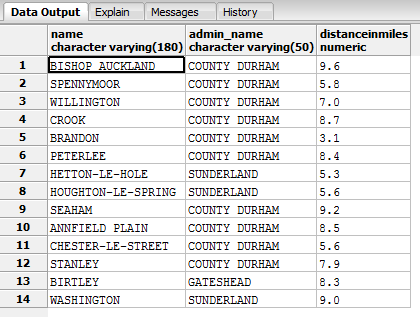 Data Output Explain Messages History
name admin_name distanceinmiles
character varying(180) character varying(50) numeric
1 BISHOP AUCKLAND COUNTY DURHAM 9.6
2 SPENNYMOOR COUNTY DURHAM 5.8
3 WILLINGTON COUNTY DURHAM 7.0
4 CROOK COUNTY DURHAM 8.7
5 BRANDON COUNTY DURHAM 3.1
6 PETERLEE COUNTY DURHAM 8.4
7 HETTON-LE-HOLE SUNDERLAND 5.3
8 HOUGHTON-LE-SPRING SUNDERLAND 5.6
9 SEAHAM COUNTY DURHAM 9.2
10 ANNFIELD PLAIN COUNTY DURHAM 8.5
11 CHESTER-LE-STREET COUNTY DURHAM 5.6
12 STANLEY COUNTY DURHAM 7.9
13 BIRTLEY GATESHEAD 8.3
14 WASHINGTON SUNDERLAND 9.0